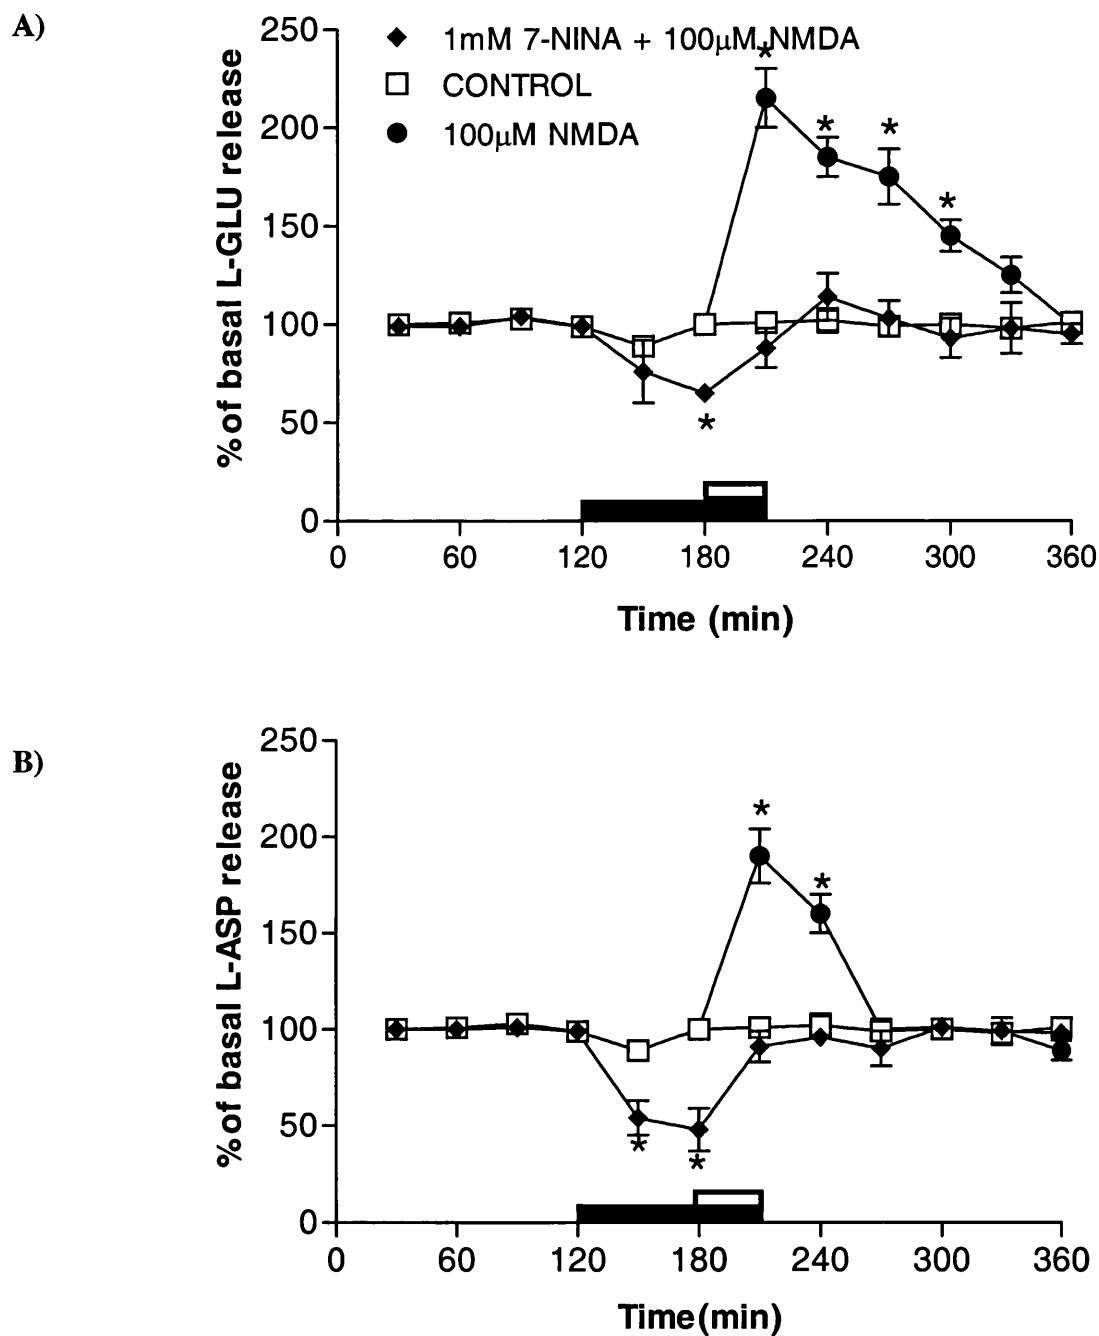 A)
% of basal L-GLU release
250
200
150
100
50
0
1mM 7-NINA + 100μM NMDA
CONTROL
100μM NMDA
*
*
*
*
*
0 60 120 180 240 300 360
Time (min)
B)
% of basal L-ASP release
250
200
150
100
50
0
*
*
*
*
0 60 120 180 240 300 360
Time (min)